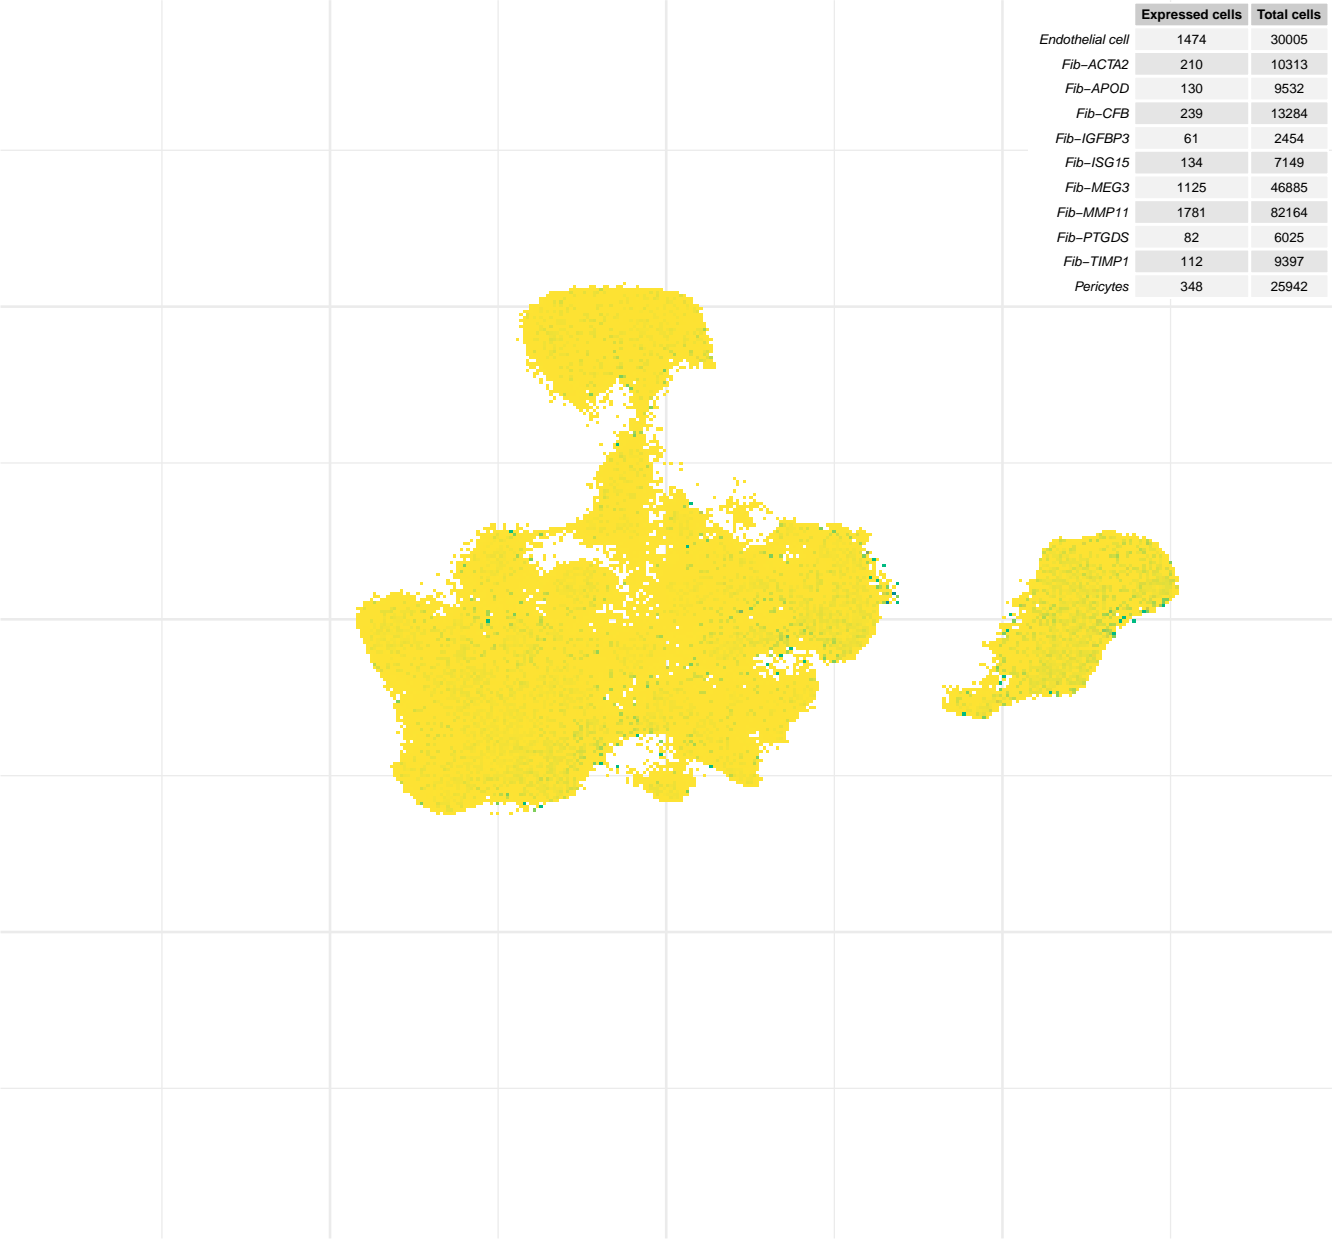 Expressed cells Total cells
Endothelial cell 1474 30005
Fib−ACTA2 210 10313
Fib−APOD 130 9532
Fib−CFB 239 13284
Fib−IGFBP3 61 2454
Fib−ISG15 134 7149
Fib−MEG3 1125 46885
Fib−MMP11 1781 82164
Fib−PTGDS 82 6025
Fib−TIMP1 112 9397
Pericytes 348 25942